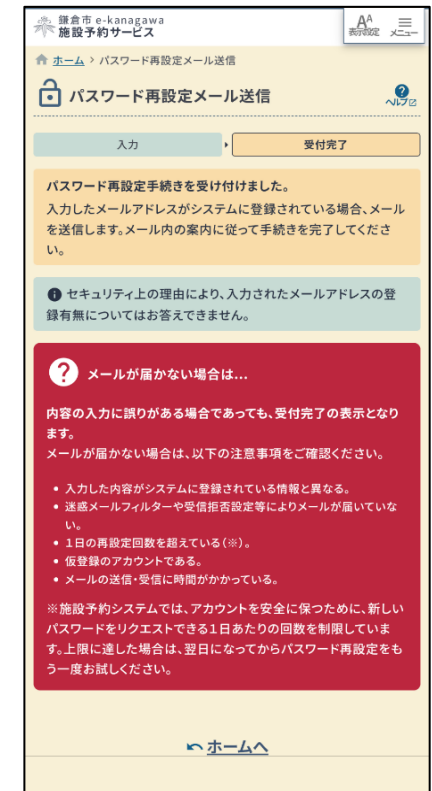 鎌倉市 e-kanagawa
施設予約サービス
AA
表示設定
メニュー
ホーム > パスワード再設定メール送信
パスワード再設定メール送信
?
ヘルプ
入力
受付完了
パスワード再設定手続きを受け付けました。
入力したメールアドレスがシステムに登録されている場合、メール
を送信します。メール内の案内に従って手続きを完了してくださ
い。
セキュリティ上の理由により、入力されたメールアドレスの登
録有無についてはお答えできません。
? メールが届かない場合は...
内容の入力に誤りがある場合であっても、受付完了の表示となり
ます。
メールが届かない場合は、以下の注意事項をご確認ください。
• 入力した内容がシステムに登録されている情報と異なる。
• 迷惑メールフィルターや受信拒否設定等によりメールが届いていな
い。
• 1日の再設定回数を超えている(※)。
• 仮登録のアカウントである。
• メールの送信・受信に時間がかかっている。
※施設予約システムでは、アカウントを安全に保つために、新しい
パスワードをリクエストできる1日あたりの回数を制限していま
す。上限に達した場合は、翌日になってからパスワード再設定をも
う一度お試しください。
ホームへ